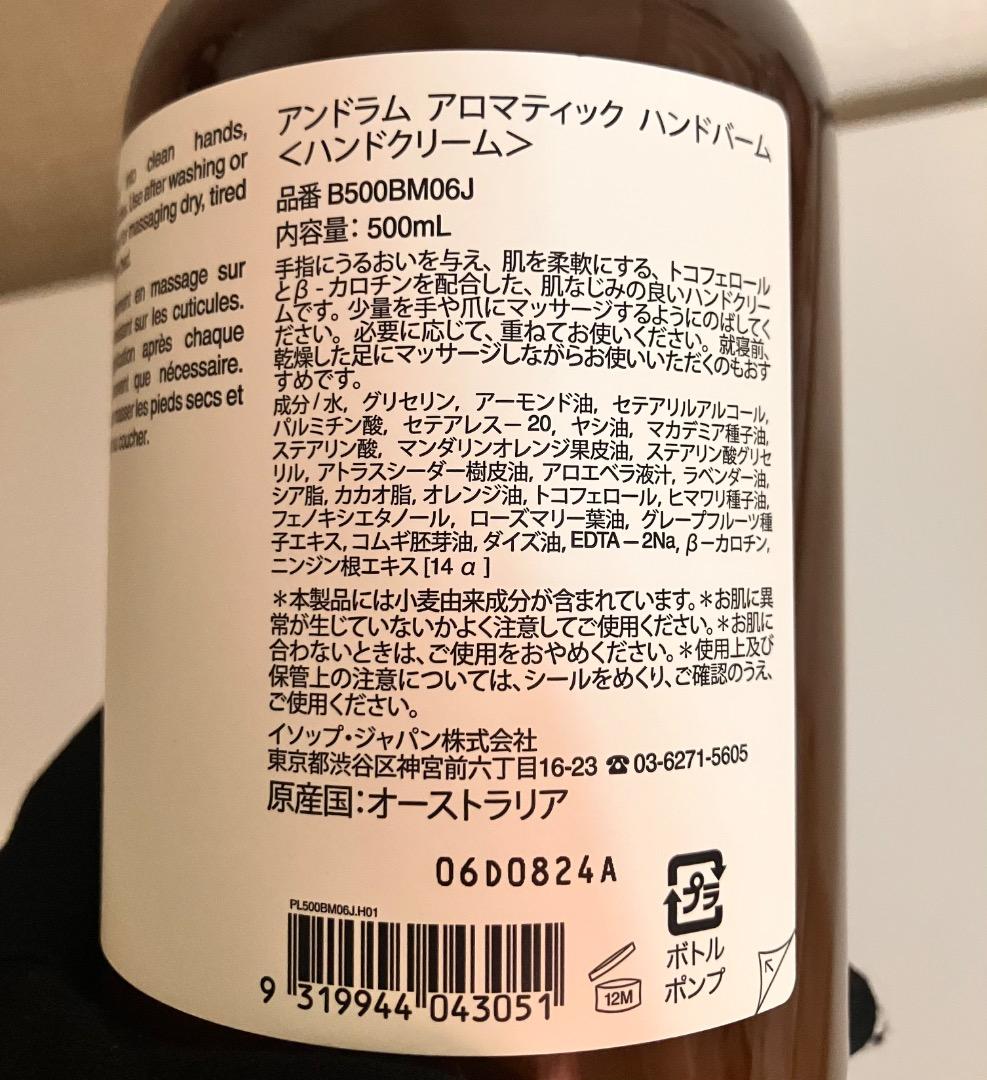 clean hands,
Use after washing or
massaging dry, tired
en massage sur
sur les cuticules.
après chaque
que nécessaire.
les pieds secs et
coucher.
アンドラム アロマティック ハンドバーム
＜ハンドクリーム＞
品番 B500BM06J
内容量： 500mL
手指にうるおいを与え、肌を柔軟にする、トコフェロール
とβ-カロチンを配合した、肌なじみの良いハンドクリー
ムです。少量を手や爪にマッサージするようにのばしてく
ださい。必要に応じて、重ねてお使いください。就寝前、
乾燥した足にマッサージしながらお使いいただくのもおす
すめです。
成分/水, グリセリン, アーモンド油, セテアリルアルコール,
パルミチン酸, セテアレス－20, ヤシ油, マカデミア種子油,
ステアリン酸, マンダリンオレンジ果皮油, ステアリン酸グリセ
リル, アトラスシーダー樹皮油, アロエベラ液汁, ラベンダー油,
シア脂, カカオ脂, オレンジ油, トコフェロール, ヒマワリ種子油,
フェノキシエタノール, ローズマリー葉油, グレープフルーツ種
子エキス, コムギ胚芽油, ダイズ油, EDTA－2Na, β－カロチン,
ニンジン根エキス [14 α ]
＊本製品には小麦由来成分が含まれています。＊お肌に異
常が生じていないかよく注意してご使用ください。＊お肌に
合わないときは、ご使用をおやめください。＊使用上及び
保管上の注意については、シールをめくり、ご確認のうえ、
ご使用ください。
イソップ・ジャパン株式会社
東京都渋谷区神宮前六丁目16-23 ☎03-6271-5605
原産国：オーストラリア
06D0824A
PL500BM06J.H01
9 319944 043051
12M
プラ
ボトル
ポンプ